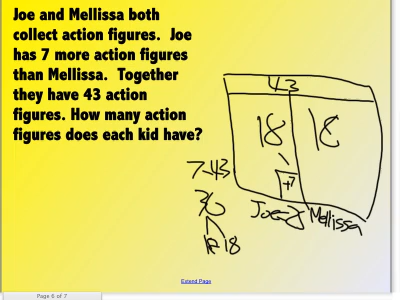 Joe and Mellissa both
collect action figures.  Joe
has 7 more action figures
than Mellissa.  Together
they have 43 action
figures. How many action
figures does each kid have?
43
18 18
+7
7-43
36
18 18
Joe Mellissa
Extend Page
Page 6 of 7